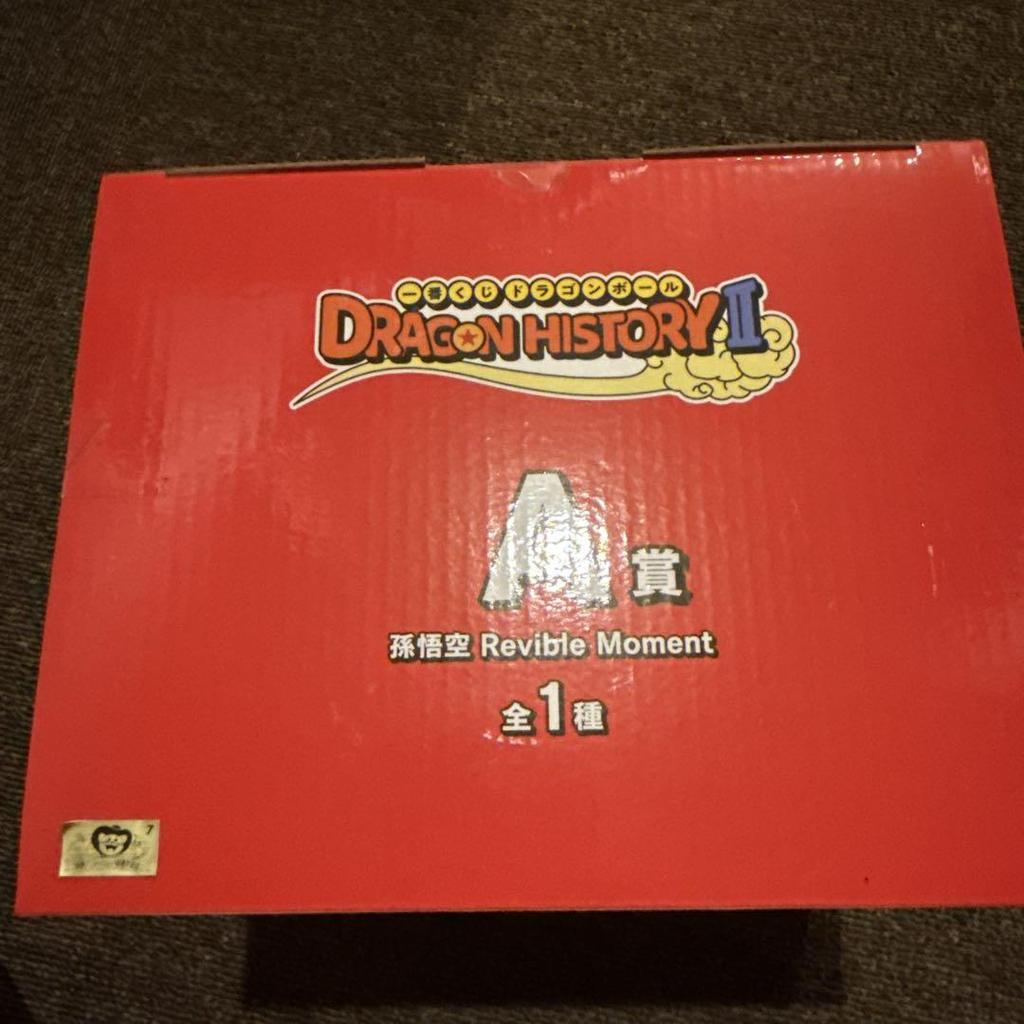 一番くじドラゴンボール
DRAGON HISTORY II
A賞
孫悟空 Revible Moment
全1種
7